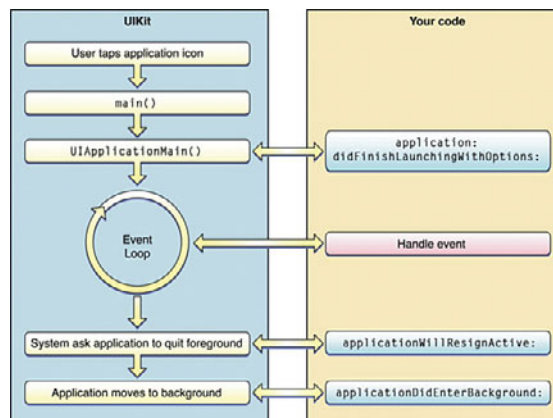 UIKit
Your code
User taps application icon
main()
UIApplicationMain()
application:
didFinishLaunchingWithOptions:
Event
Loop
Handle event
System ask application to quit foreground
applicationWillResignActive:
Application moves to background
applicationDidEnterBackground: